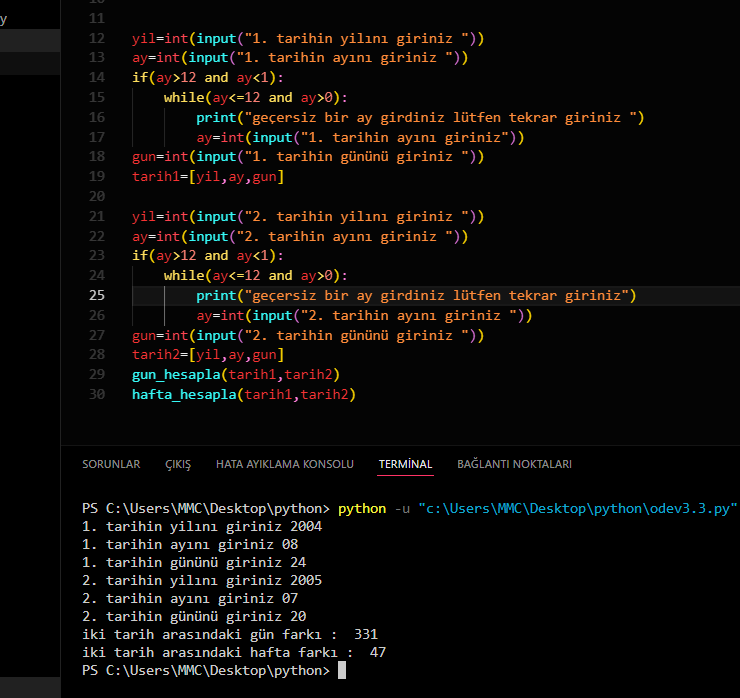 y
11
12 yil=int(input("1. tarihin yılını giriniz "))
13 ay=int(input("1. tarihin ayını giriniz "))
14 if(ay>12 and ay<1):
15 while(ay<=12 and ay>0):
16 print("geçersiz bir ay girdiniz lütfen tekrar giriniz ")
17 ay=int(input("1. tarihin ayını giriniz"))
18 gun=int(input("1. tarihin gününü giriniz "))
19 tarih1=[yil,ay,gun]
20
21 yil=int(input("2. tarihin yılını giriniz "))
22 ay=int(input("2. tarihin ayını giriniz "))
23 if(ay>12 and ay<1):
24 while(ay<=12 and ay>0):
25 print("geçersiz bir ay girdiniz lütfen tekrar giriniz")
26 ay=int(input("2. tarihin ayını giriniz "))
27 gun=int(input("2. tarihin gününü giriniz "))
28 tarih2=[yil,ay,gun]
29 gun_hesapla(tarih1,tarih2)
30 hafta_hesapla(tarih1,tarih2)
SORUNLAR ÇIKIŞ HATA AYIKLAMA KONSOLU TERMİNAL BAĞLANTI NOKTALARI
PS C:\Users\MMC\Desktop\python> python -u "c:\Users\MMC\Desktop\python\odev3.3.py"
1. tarihin yılını giriniz 2004
1. tarihin ayını giriniz 08
1. tarihin gününü giriniz 24
2. tarihin yılını giriniz 2005
2. tarihin ayını giriniz 07
2. tarihin gününü giriniz 20
iki tarih arasındaki gün farkı :  331
iki tarih arasındaki hafta farkı :  47
PS C:\Users\MMC\Desktop\python>